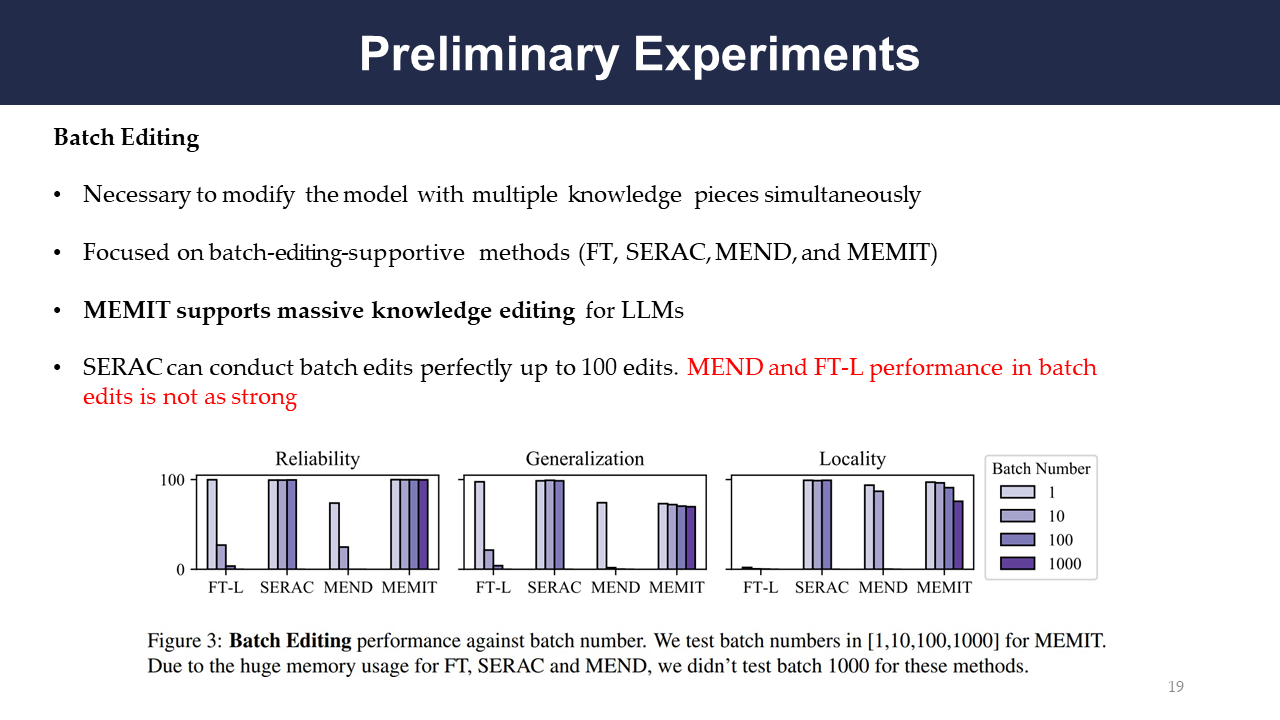 Preliminary Experiments
Batch Editing
• Necessary to modify the model with multiple knowledge pieces simultaneously
• Focused on batch-editing-supportive methods (FT, SERAC, MEND, and MEMIT)
• MEMIT supports massive knowledge editing for LLMs
• SERAC can conduct batch edits perfectly up to 100 edits. MEND and FT-L performance in batch
edits is not as strong
Reliability
100
0
FT-L SERAC MEND MEMIT
Generalization
FT-L SERAC MEND MEMIT
Locality
FT-L SERAC MEND MEMIT
Batch Number
1
10
100
1000
Figure 3: Batch Editing performance against batch number. We test batch numbers in [1,10,100,1000] for MEMIT.
Due to the huge memory usage for FT, SERAC and MEND, we didn't test batch 1000 for these methods.
19